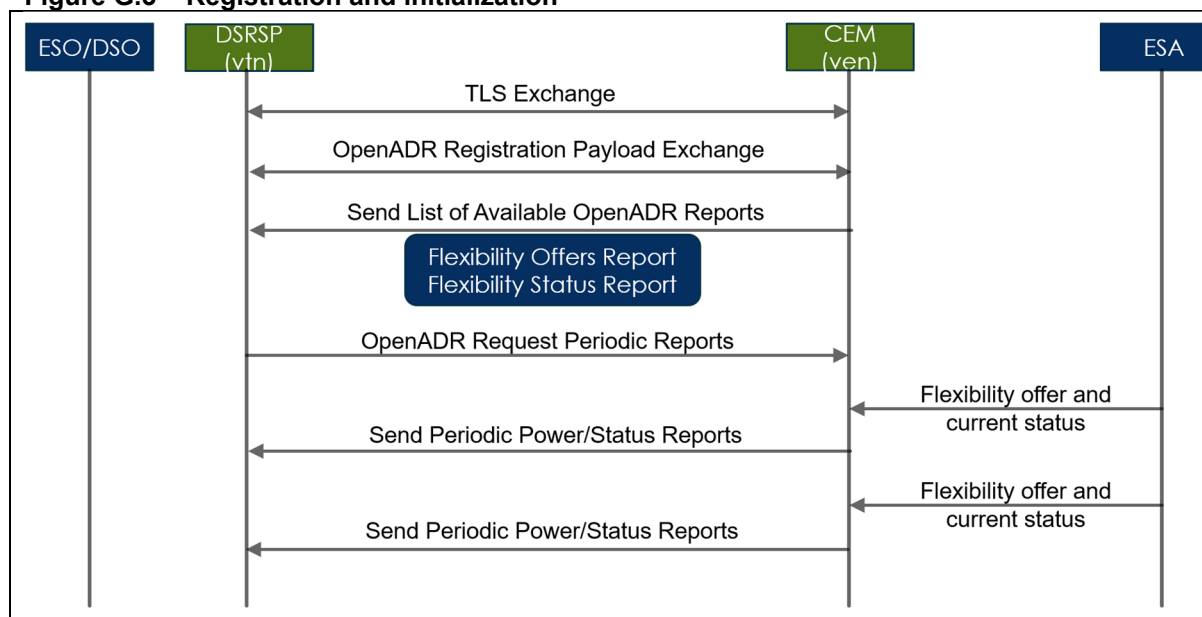 Figure G.3 – Registration and Initialization
ESO/DSO
DSRSP
(vtn)
CEM
(ven)
ESA
TLS Exchange
OpenADR Registration Payload Exchange
Send List of Available OpenADR Reports
Flexibility Offers Report
Flexibility Status Report
OpenADR Request Periodic Reports
Flexibility offer and
current status
Send Periodic Power/Status Reports
Flexibility offer and
current status
Send Periodic Power/Status Reports